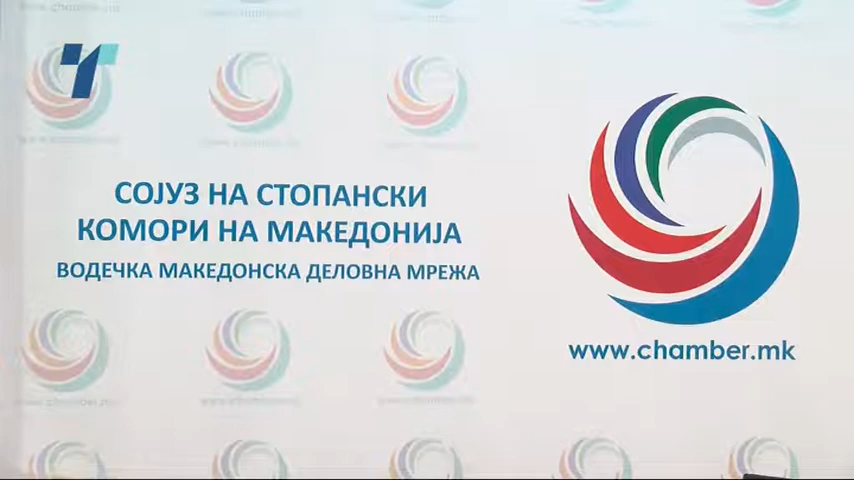 СОЈУЗ НА СТОПАНСКИ
КОМОРИ НА МАКЕДОНИЈА
ВОДЕЧКА МАКЕДОНСКА ДЕЛОВНА МРЕЖА
www.chamber.mk